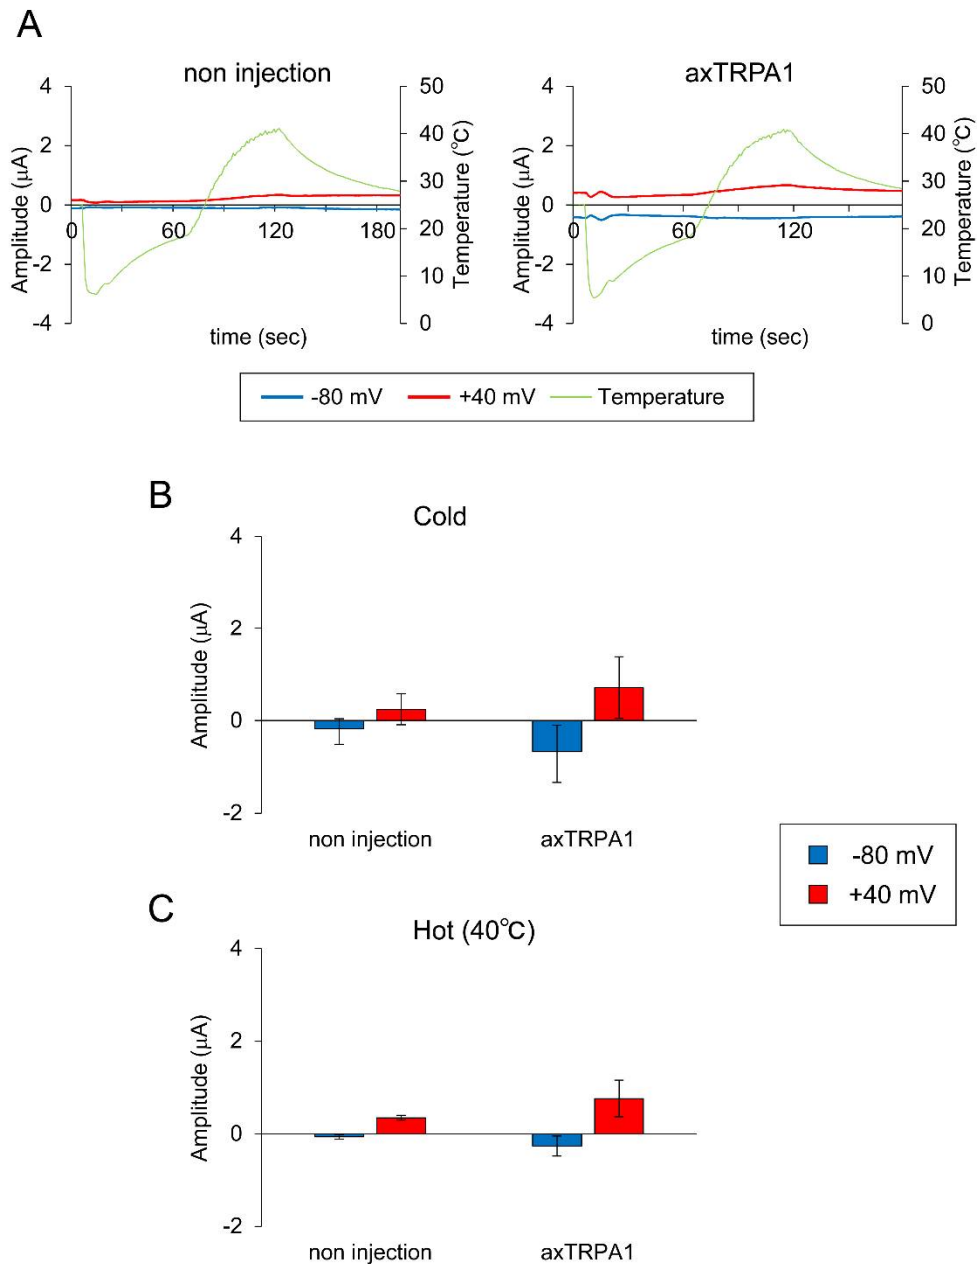 A
non injection
axTRPA1
4
2
0
-2
-4
Amplitude (μA)
0
60
120
180
time (sec)
50
40
30
20
10
0
Temperature (℃)
4
2
0
-2
-4
Amplitude (μA)
0
60
120
time (sec)
50
40
30
20
10
0
Temperature (℃)
-80 mV +40 mV Temperature
B
Cold
4
2
0
-2
Amplitude (μA)
non injection axTRPA1
-80 mV
+40 mV
C
Hot (40℃)
4
2
0
-2
Amplitude (μA)
non injection axTRPA1